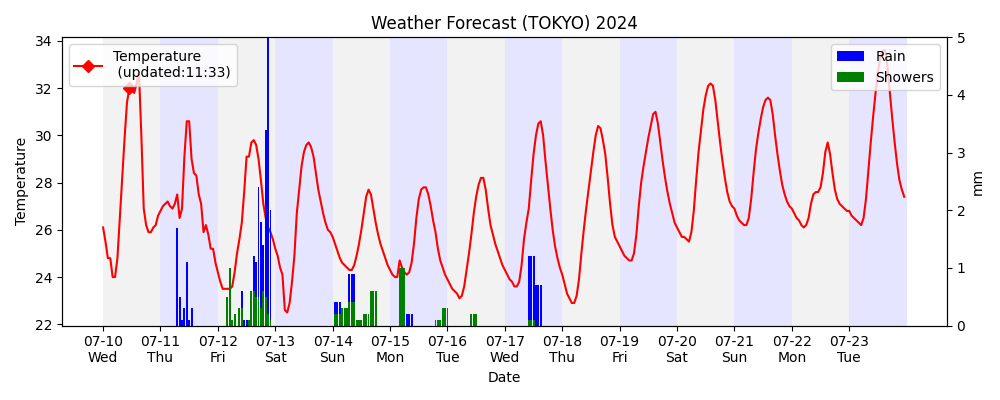 Weather Forecast (TOKYO) 2024
Temperature
(updated:11:33)
Rain
Showers
34
32
30
28
26
24
22
Temperature
5
4
3
2
1
0
mm
07-10 07-11 07-12 07-13 07-14 07-15 07-16 07-17 07-18 07-19 07-20 07-21 07-22 07-23
Wed Thu Fri Sat Sun Mon Tue Wed Thu Fri Sat Sun Mon Tue
Date